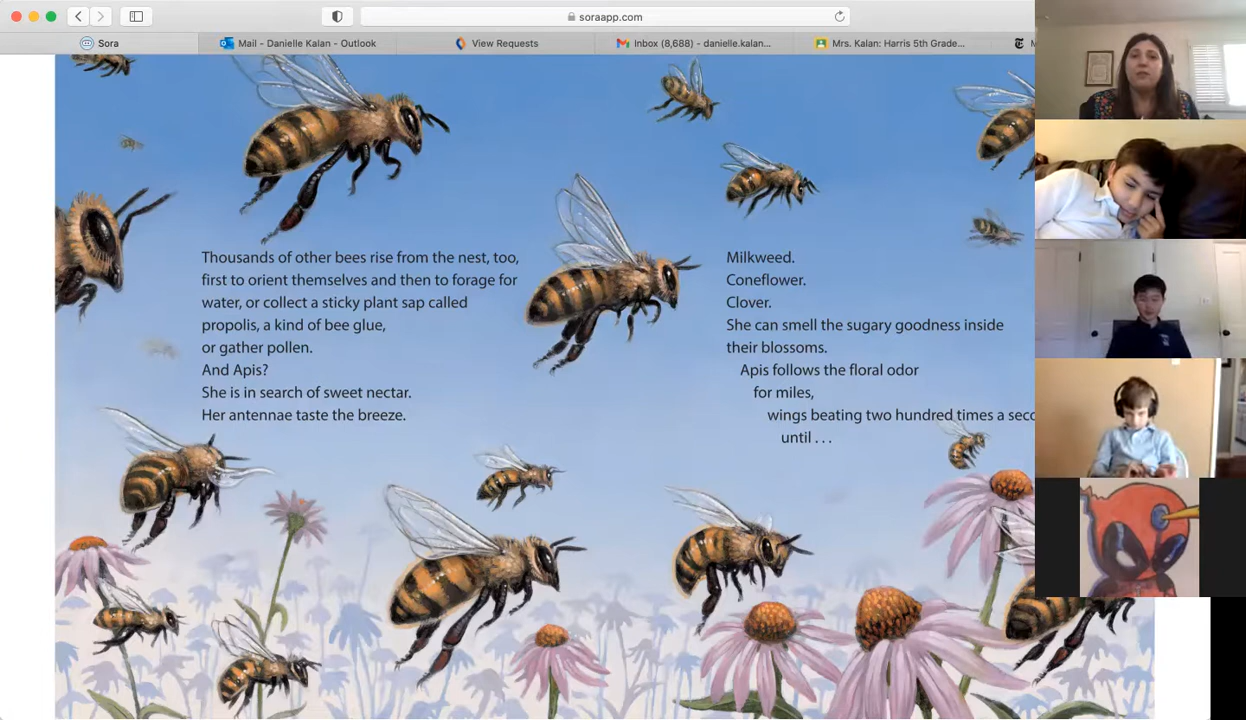 soraapp.com
Sora
Mail - Danielle Kalan - Outlook
View Requests
Inbox (8,688) - danielle.kalan...
Mrs. Kalan: Harris 5th Grade...
Thousands of other bees rise from the nest, too,
first to orient themselves and then to forage for
water, or collect a sticky plant sap called
propolis, a kind of bee glue,
or gather pollen.
And Apis?
She is in search of sweet nectar.
Her antennae taste the breeze.
Milkweed.
Coneflower.
Clover.
She can smell the sugary goodness inside
their blossoms.
Apis follows the floral odor
for miles,
wings beating two hundred times a seco
until . . .